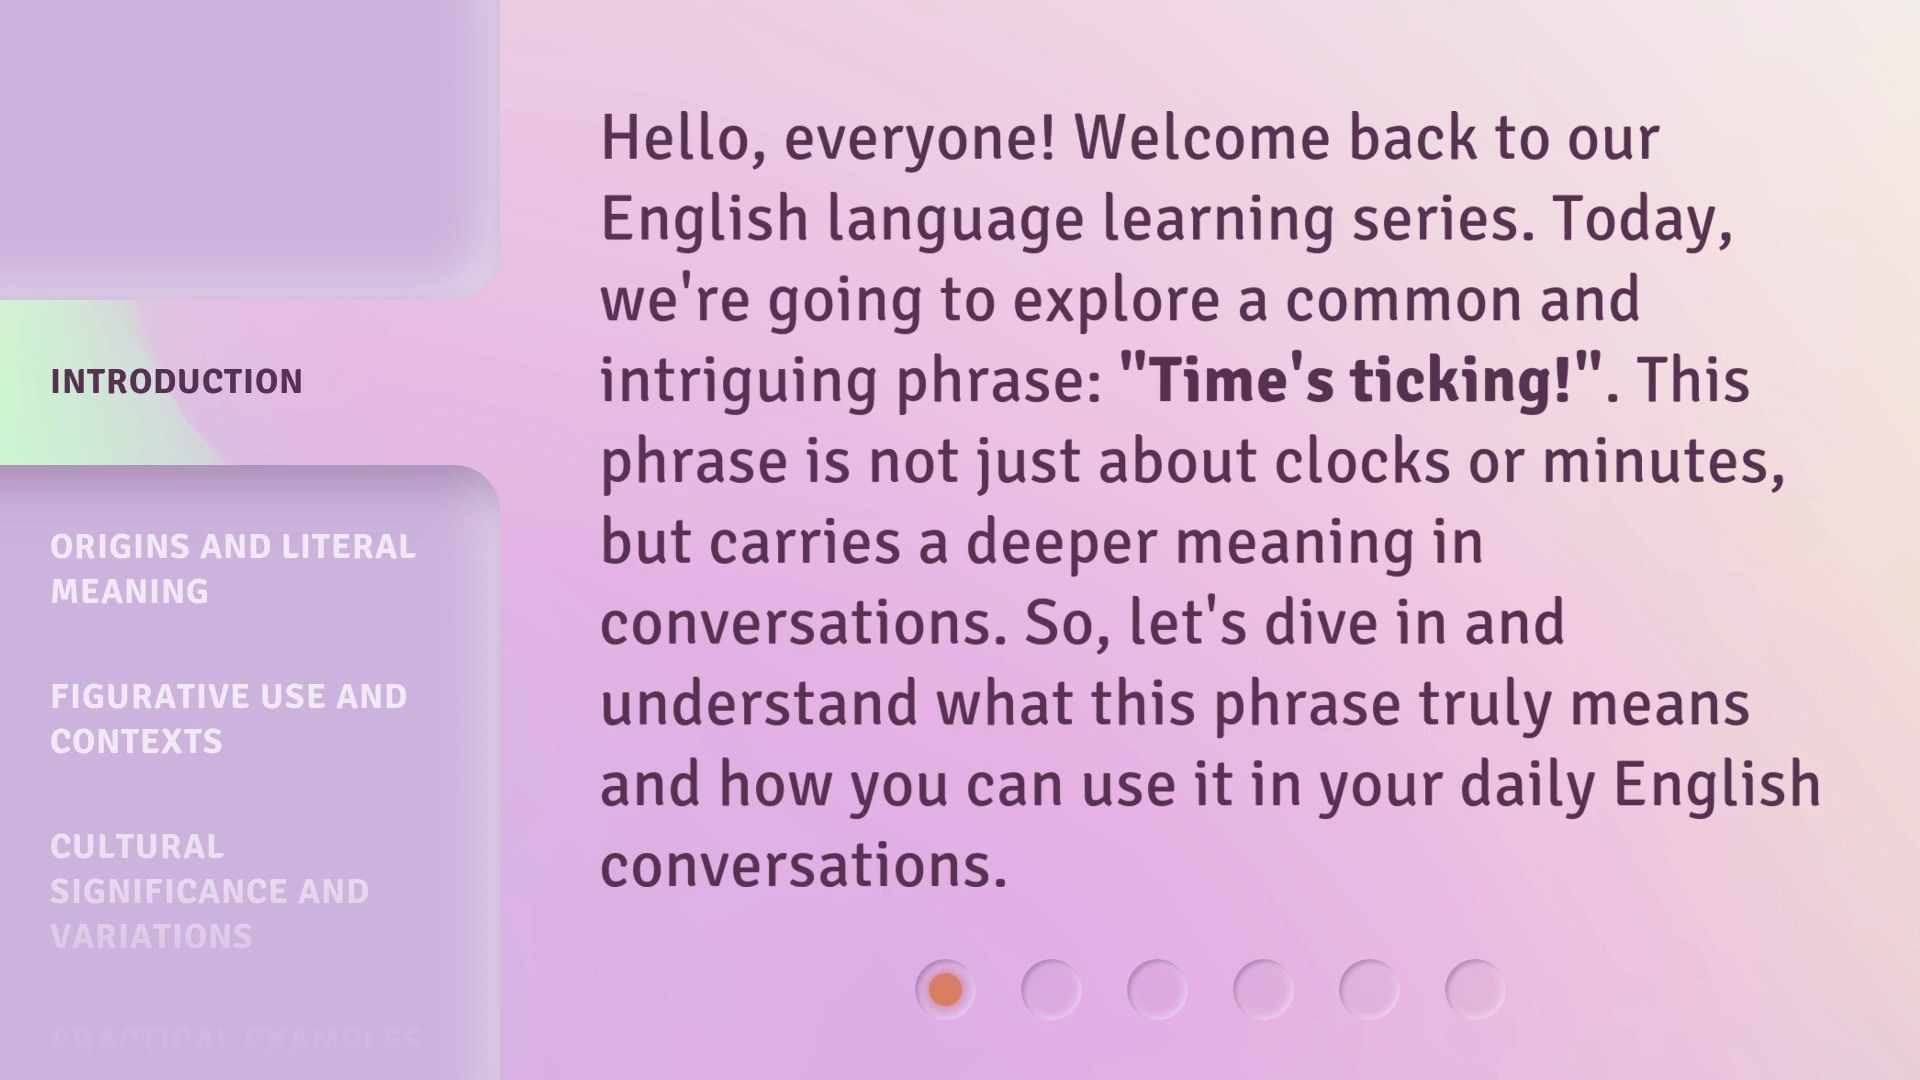 INTRODUCTION
ORIGINS AND LITERAL
MEANING
FIGURATIVE USE AND
CONTEXTS
CULTURAL
SIGNIFICANCE AND
VARIATIONS
PRACTICAL EXAMPLES
Hello, everyone! Welcome back to our
English language learning series. Today,
we're going to explore a common and
intriguing phrase: "Time's ticking!". This
phrase is not just about clocks or minutes,
but carries a deeper meaning in
conversations. So, let's dive in and
understand what this phrase truly means
and how you can use it in your daily English
conversations.